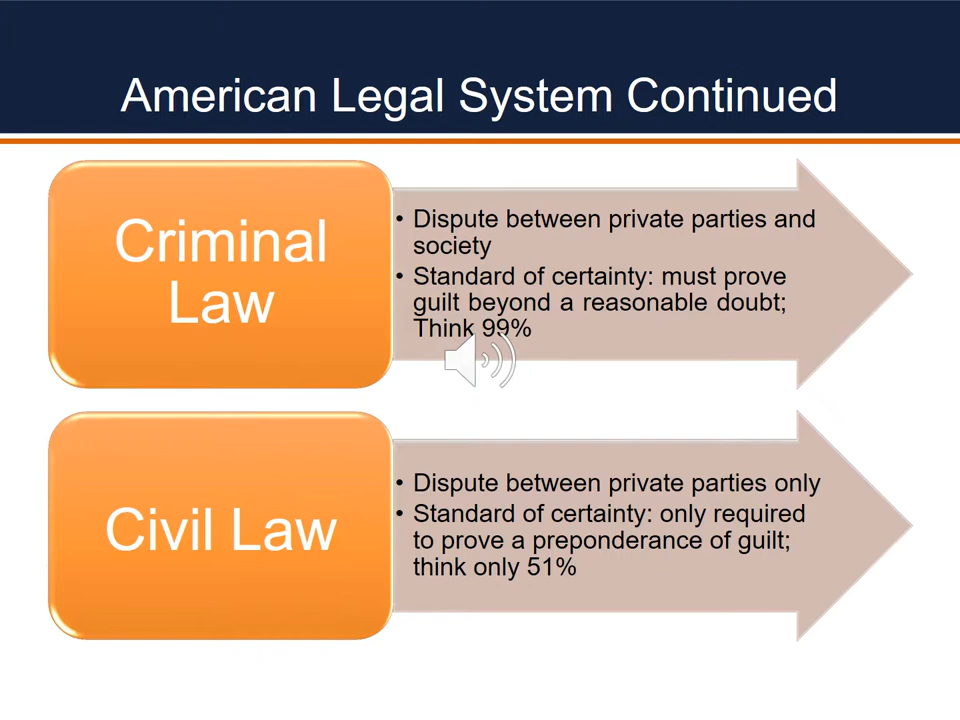 American Legal System Continued
Criminal
Law
• Dispute between private parties and
society
• Standard of certainty: must prove
guilt beyond a reasonable doubt;
Think 99%
Civil Law
• Dispute between private parties only
• Standard of certainty: only required
to prove a preponderance of guilt;
think only 51%